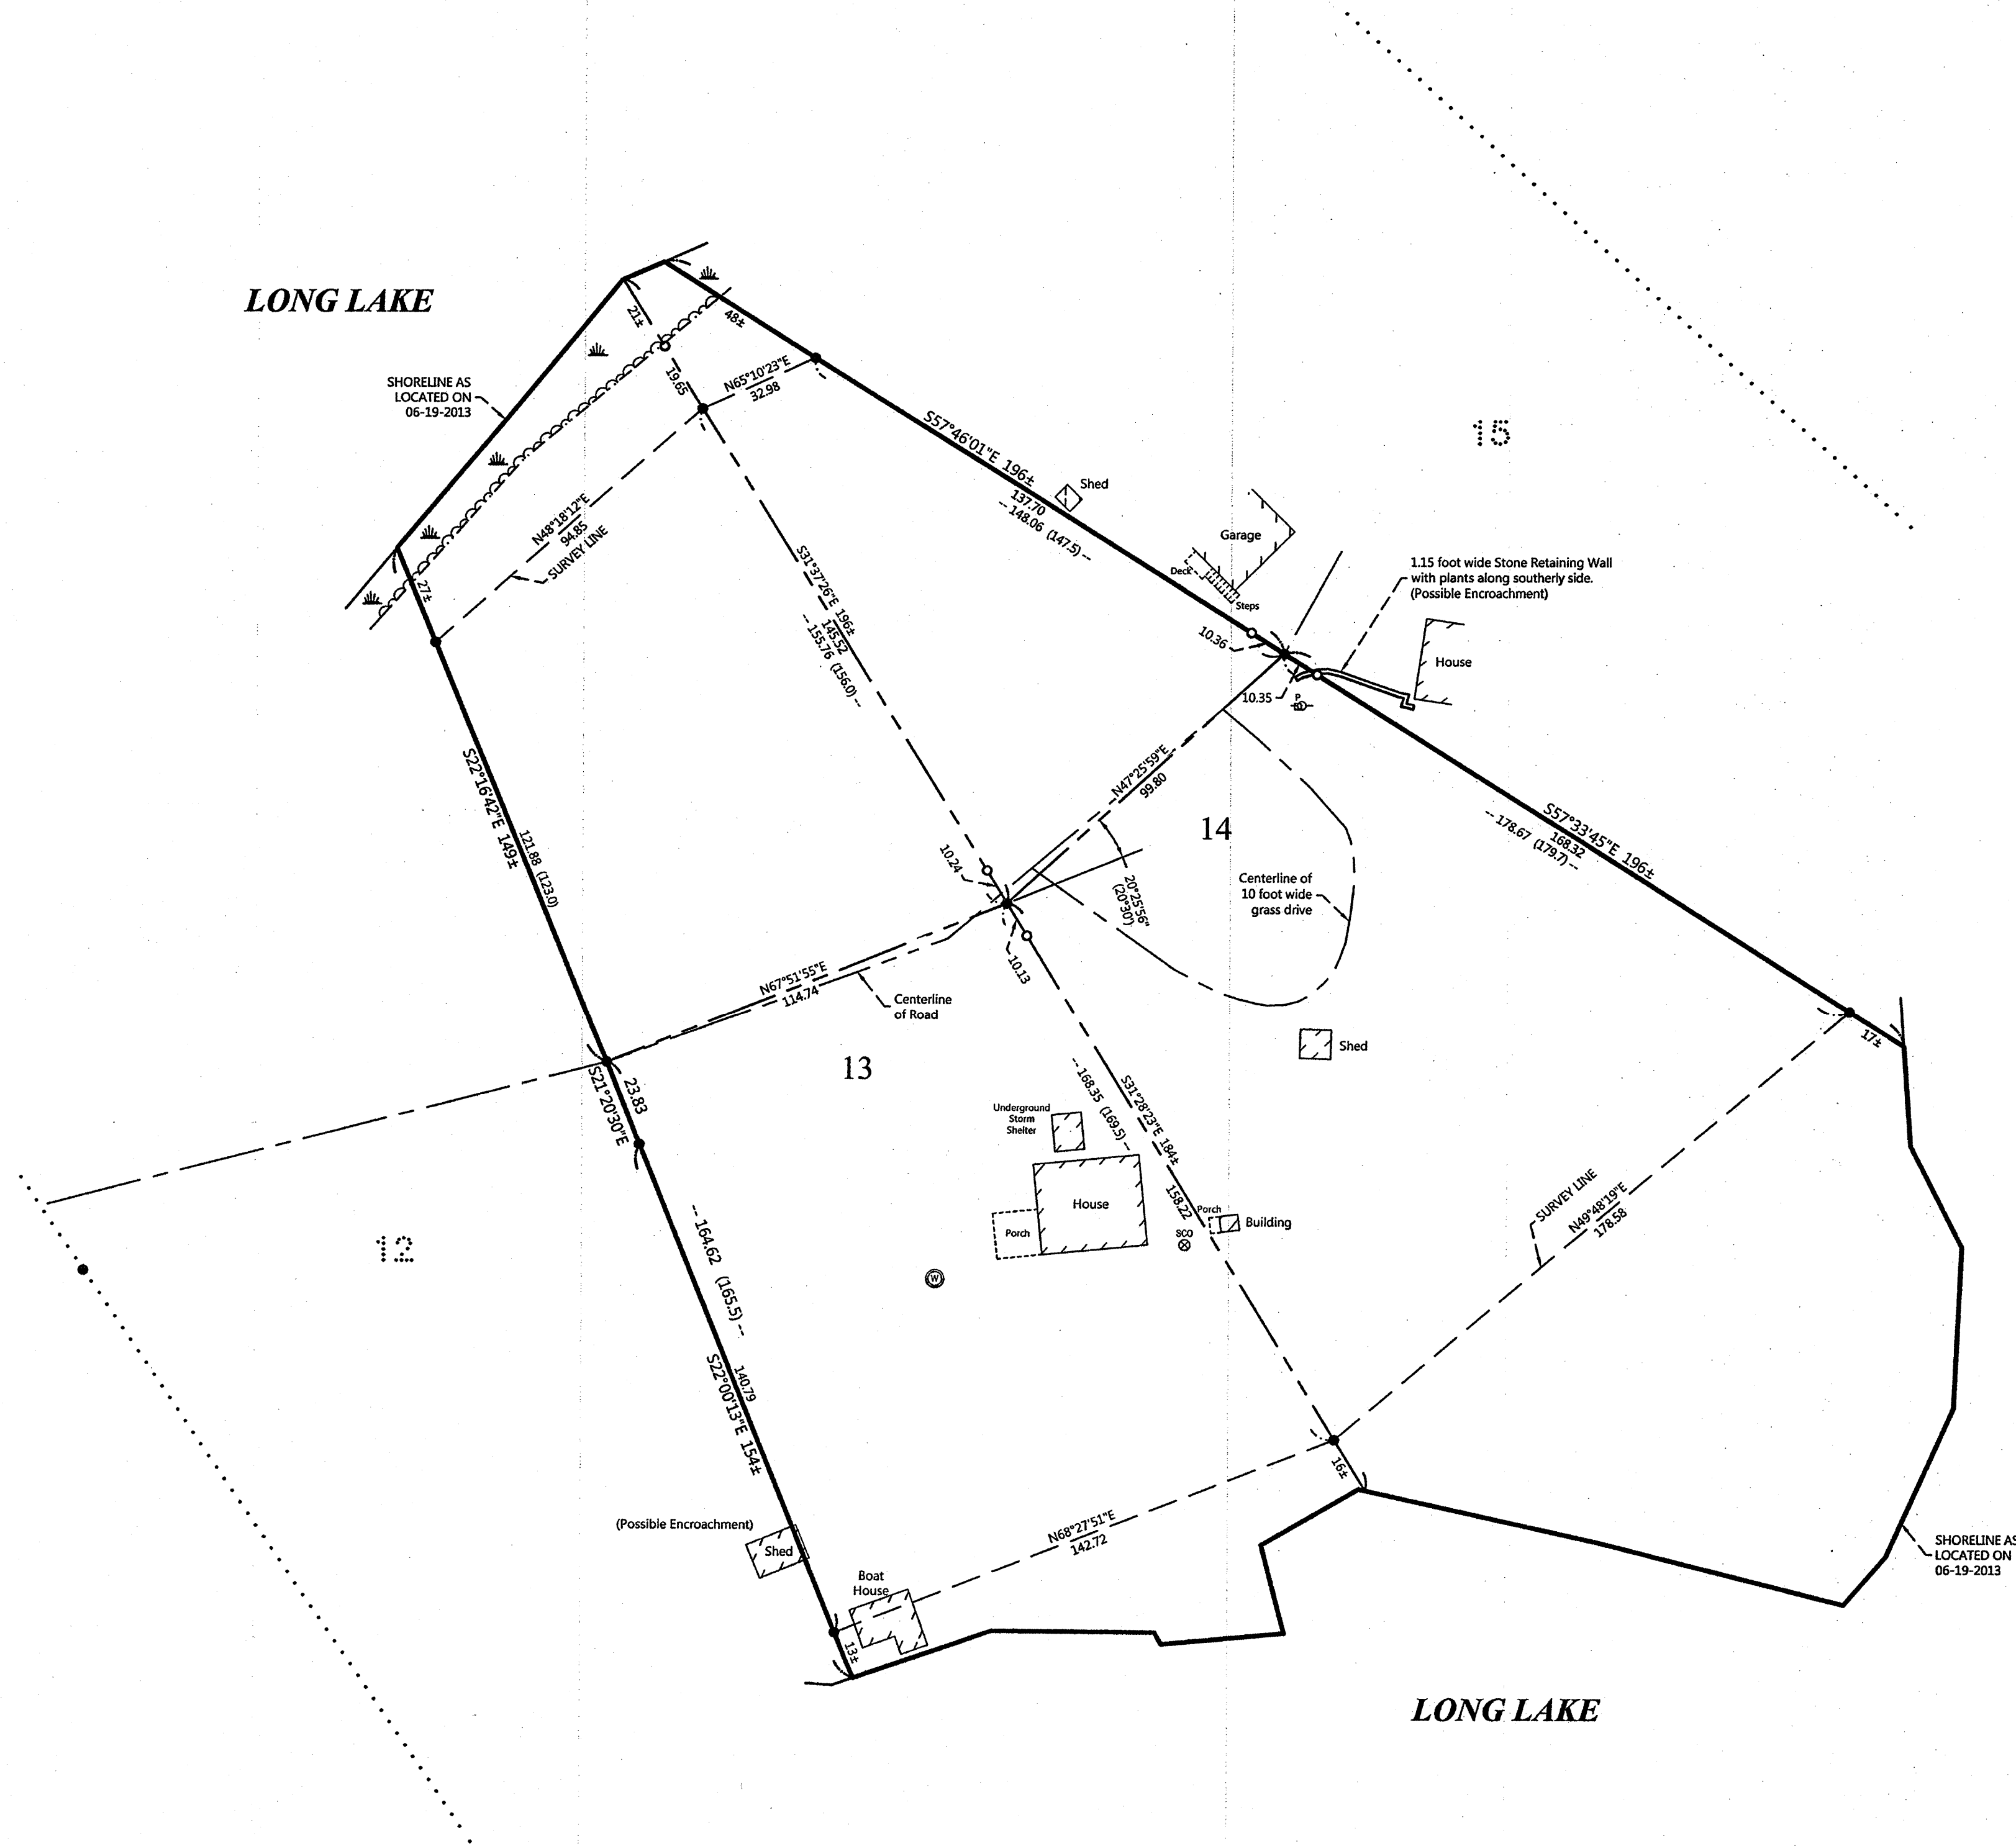 LONG LAKE
SHORELINE AS
LOCATED ON
06-19-2013
21±
48±
19.65
N65°10'23"E
32.98
N48°18'12"E
94.85
SURVEY LINE
27±
S57°46'01"E 196±
137.70
-- 148.06 (147.5) --
Shed
15
Garage
Deck
Steps
1.15 foot wide Stone Retaining Wall
with plants along southerly side.
(Possible Encroachment)
House
10.36
10.35
P
S31°37'26"E 196±
145.52
-- 155.76 (156.0) --
S22°16'42"E 149±
121.88 (123.0)
N47°25'59"E
99.80
14
S57°33'45"E 196±
168.32
-- 178.67 (179.7) --
10.24
20°25'56"
(20°30')
Centerline of
10 foot wide
grass drive
10.13
N67°51'55"E
114.74
Centerline
of Road
17±
13
Shed
23.83
S21°20'30"E
Underground
Storm
Shelter
S31°28'23"E 184±
158.22
-- 168.35 (169.5) --
House
Porch
Porch
Building
SCO
W
12
SURVEY LINE
N49°48'19"E
178.58
-- 164.62 (165.5) --
140.79
S22°00'13"E 154±
16±
(Possible Encroachment)
Shed
N68°27'51"E
142.72
Boat
House
13±
SHORELINE AS
LOCATED ON
06-19-2013
LONG LAKE